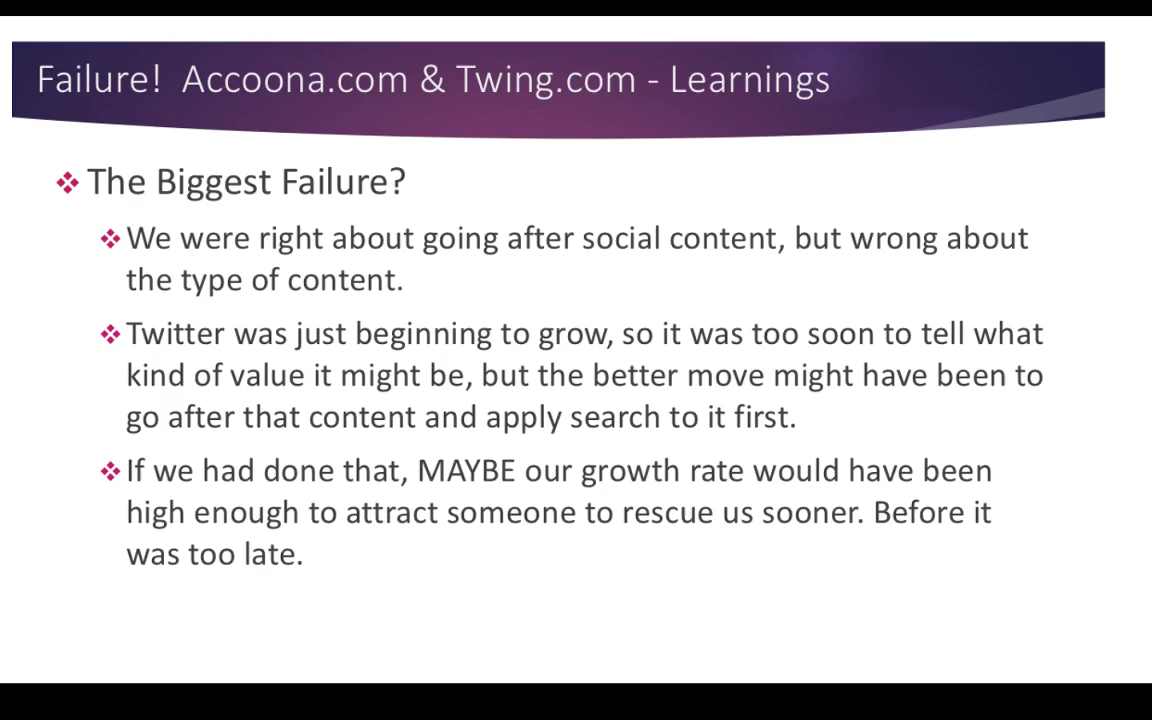 Failure!  Accoona.com & Twing.com - Learnings
The Biggest Failure?
We were right about going after social content, but wrong about
the type of content.
Twitter was just beginning to grow, so it was too soon to tell what
kind of value it might be, but the better move might have been to
go after that content and apply search to it first.
If we had done that, MAYBE our growth rate would have been
high enough to attract someone to rescue us sooner. Before it
was too late.